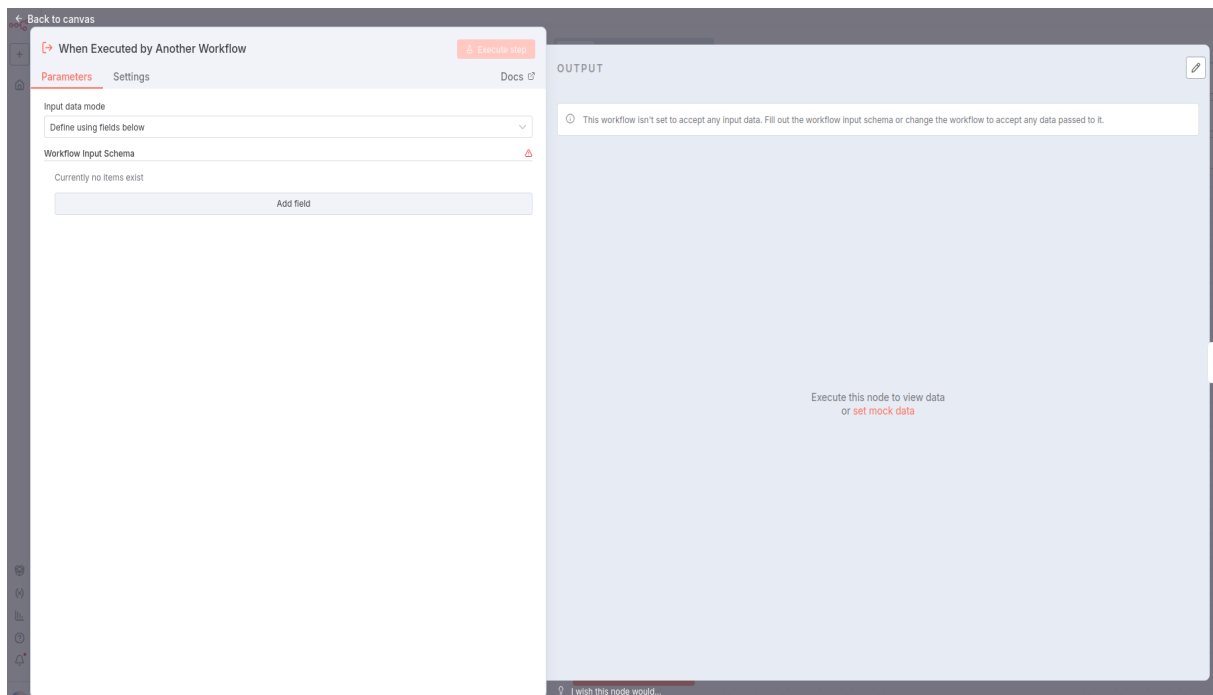 ← Back to canvas
When Executed by Another Workflow
Execute step
Parameters
Settings
Docs
Input data mode
Define using fields below
Workflow Input Schema
Currently no items exist
Add field
OUTPUT
This workflow isn't set to accept any input data. Fill out the workflow input schema or change the workflow to accept any data passed to it.
Execute this node to view data
or set mock data
I wish this node would...